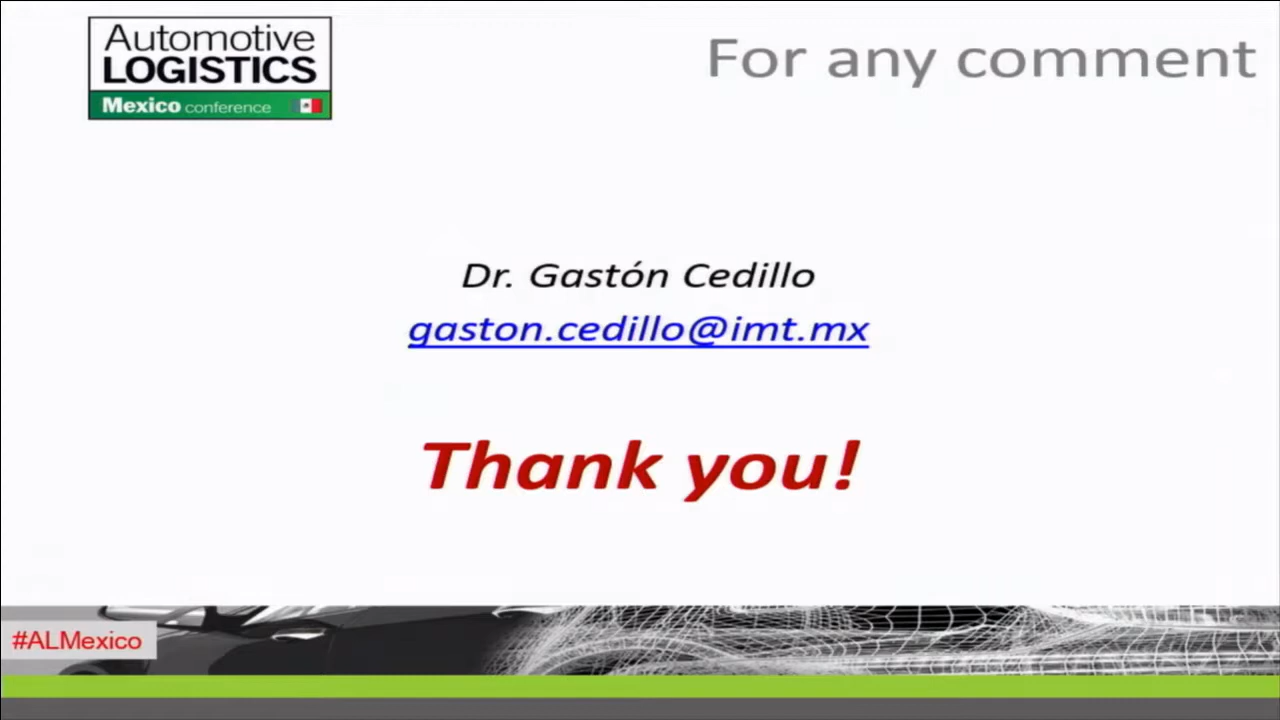 Automotive
LOGISTICS
Mexico conference
For any comment
Dr. Gastón Cedillo
gaston.cedillo@imt.mx
Thank you!
#ALMexico